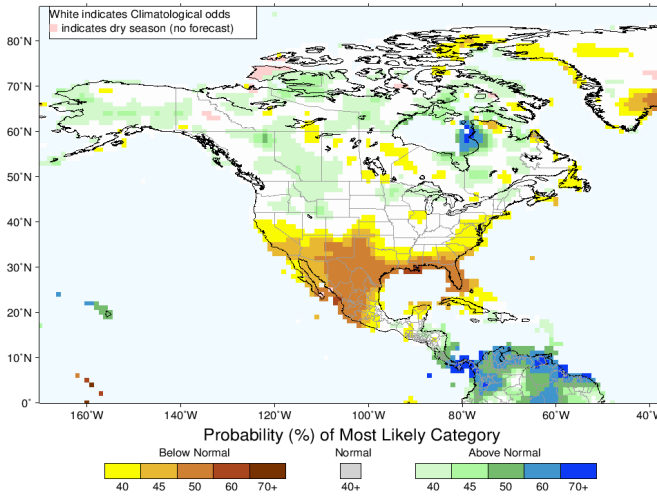 White indicates Climatological odds
indicates dry season (no forecast)
80°N
70°N
60°N
50°N
40°N
30°N
20°N
10°N
0°
160°W
140°W
120°W
100°W
80°W
60°W
40°W
Probability (%) of Most Likely Category
Below Normal Normal Above Normal
40 45 50 60 70+ 40+ 40 45 50 60 70+